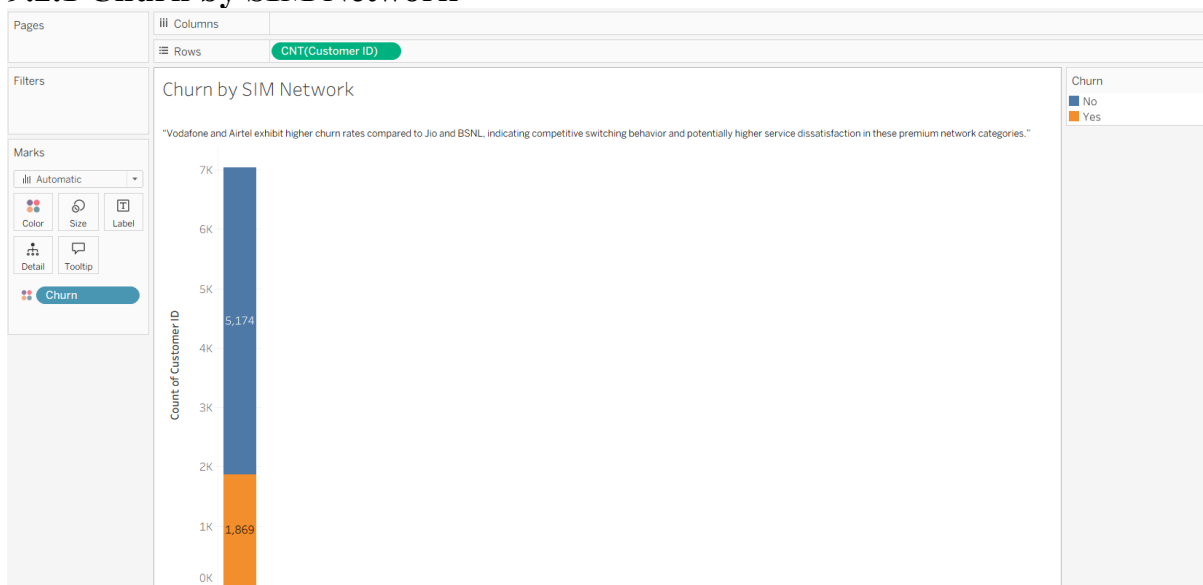 Pages
Columns
Rows
CNT(Customer ID)
Filters
Marks
Automatic
Color
Size
Label
Detail
Tooltip
Churn
Churn by SIM Network
"Vodafone and Airtel exhibit higher churn rates compared to Jio and BSNL, indicating competitive switching behavior and potentially higher service dissatisfaction in these premium network categories."
Count of Customer ID
7K
6K
5K
4K
3K
2K
1K
0K
5,174
1,869
Churn
No
Yes